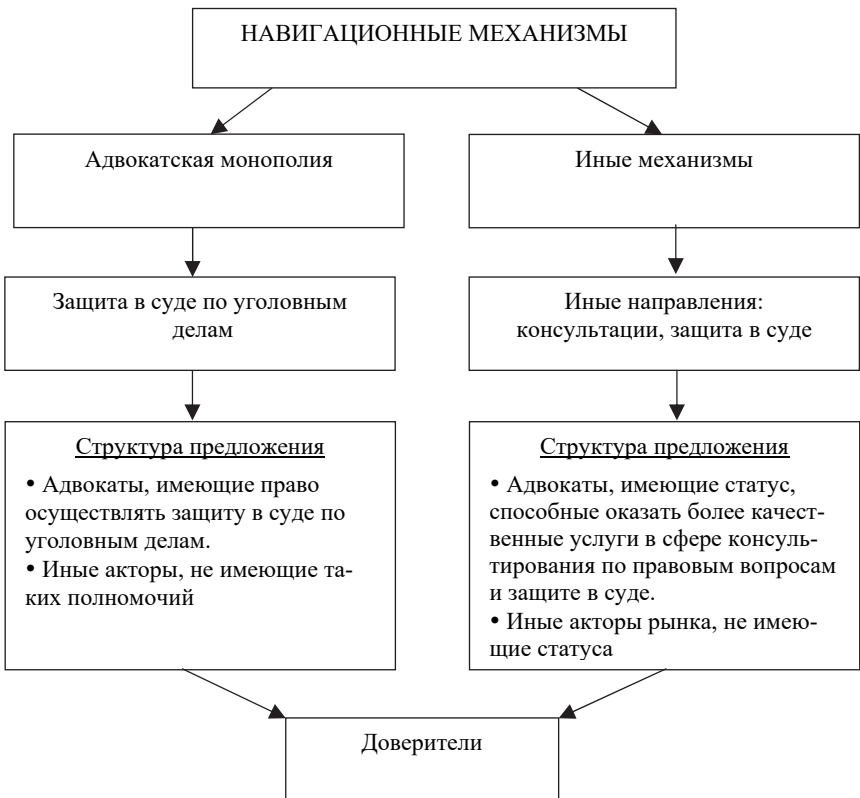 НАВИГАЦИОННЫЕ МЕХАНИЗМЫ
Адвокатская монополия
Иные механизмы
Защита в суде по уголовным
делам
Иные направления:
консультации, защита в суде
Структура предложения
• Адвокаты, имеющие право
осуществлять защиту в суде по
уголовным делам.
• Иные акторы, не имеющие та-
ких полномочий
Структура предложения
• Адвокаты, имеющие статус,
способные оказать более качест-
венные услуги в сфере консуль-
тирования по правовым вопросам
и защите в суде.
• Иные акторы рынка, не имею-
щие статуса
Доверители